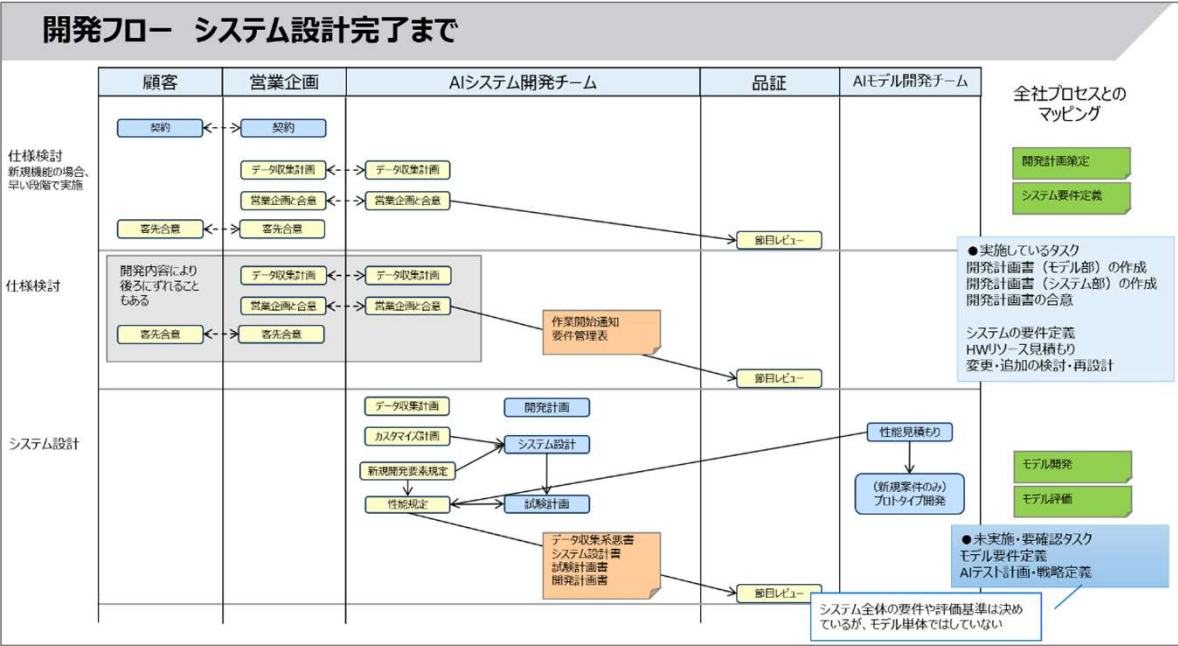 開発フロー システム設計完了まで
顧客
営業企画
AIシステム開発チーム
品証
AIモデル開発チーム
全社プロセスとの
マッピング
仕様検討
新規機能の場合、
早い段階で実施
契約
契約
データ収集計画
データ収集計画
営業企画と合意
営業企画と合意
客先合意
客先合意
節目レビュー
開発計画策定
システム要件定義
仕様検討
開発内容により
後ろにずれること
もある
データ収集計画
データ収集計画
営業企画と合意
営業企画と合意
客先合意
客先合意
作業開始通知
要件管理表
節目レビュー
●実施しているタスク
開発計画書（モデル部）の作成
開発計画書（システム部）の作成
開発計画書の合意
システムの要件定義
HWリソース見積もり
変更・追加の検討・再設計
システム設計
データ収集計画
開発計画
カスタマイズ計画
システム設計
新規開発要素規定
性能規定
試験計画
性能見積もり
（新規案件のみ）
プロトタイプ開発
データ収集系悪書
システム設計書
試験計画書
開発計画書
節目レビュー
モデル開発
モデル評価
●未実施・要確認タスク
モデル要件定義
AIテスト計画・戦略定義
システム全体の要件や評価基準は決め
ているが、モデル単体ではしていない